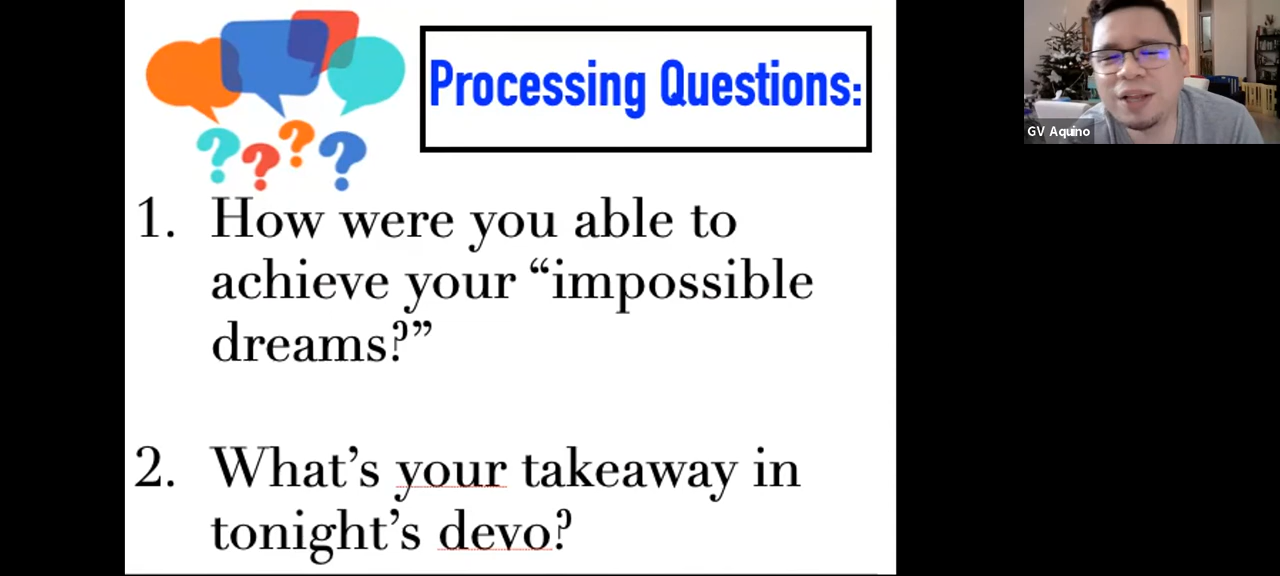 Processing Questions:
1. How were you able to
achieve your “impossible
dreams?”
2. What’s your takeaway in
tonight’s devo?
GV Aquino